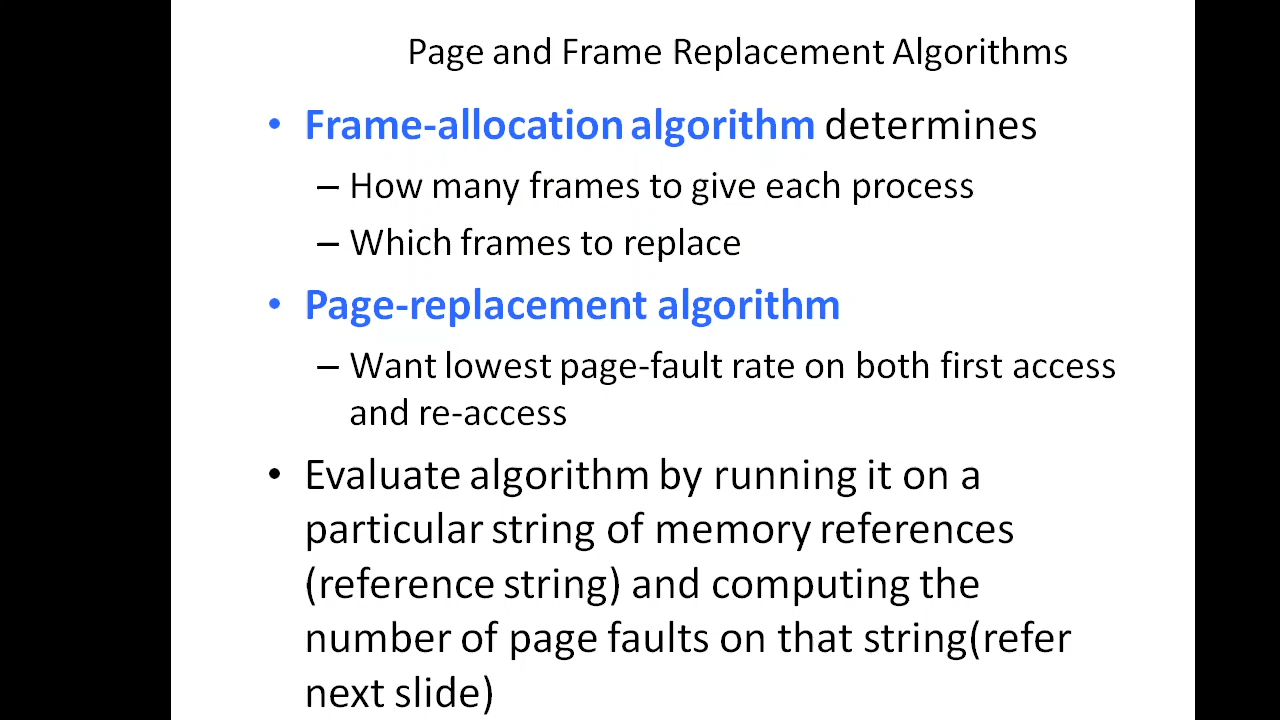 Page and Frame Replacement Algorithms
• Frame-allocation algorithm determines
– How many frames to give each process
– Which frames to replace
• Page-replacement algorithm
– Want lowest page-fault rate on both first access
and re-access
• Evaluate algorithm by running it on a
particular string of memory references
(reference string) and computing the
number of page faults on that string(refer
next slide)